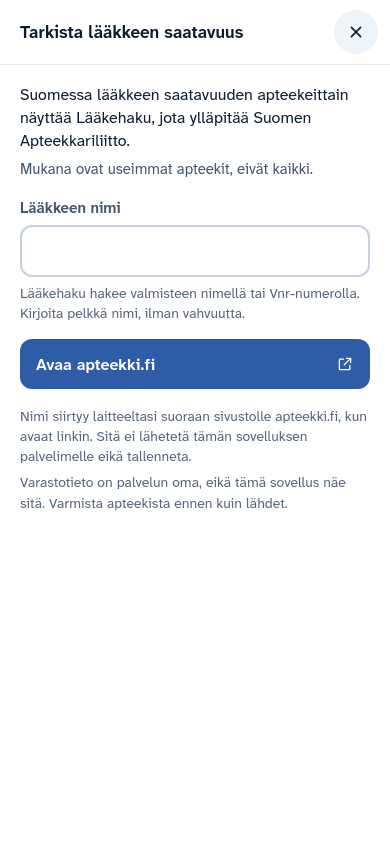 Tarkista lääkkeen saatavuus
Suomessa lääkkeen saatavuuden apteekeittain
näyttää Lääkehaku, jota ylläpitää Suomen
Apteekkariliitto.
Mukana ovat useimmat apteekit, eivät kaikki.
Lääkkeen nimi
Lääkehaku hakee valmisteen nimellä tai Vnr-numerolla.
Kirjoita pelkkä nimi, ilman vahvuutta.
Avaa apteekki.fi
Nimi siirtyy laitteeltasi suoraan sivustolle apteekki.fi, kun
avaat linkin. Sitä ei lähetetä tämän sovelluksen
palvelimelle eikä tallenneta.
Varastotieto on palvelun oma, eikä tämä sovellus näe
sitä. Varmista apteekista ennen kuin lähdet.